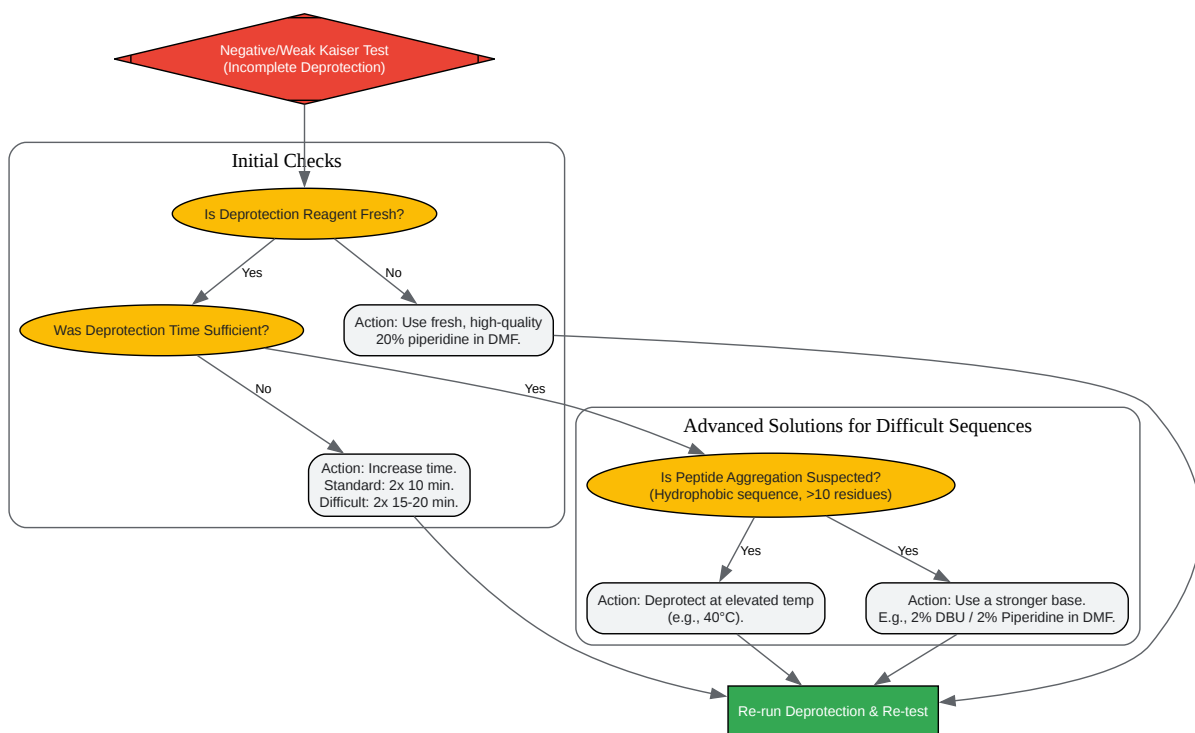 Negative/Weak Kaiser Test
(Incomplete Deprotection)
Initial Checks
Is Deprotection Reagent Fresh?
Yes
No
Was Deprotection Time Sufficient?
Action: Use fresh, high-quality
20% piperidine in DMF.
No
Yes
Advanced Solutions for Difficult Sequences
Action: Increase time.
Standard: 2x 10 min.
Difficult: 2x 15-20 min.
Is Peptide Aggregation Suspected?
(Hydrophobic sequence, >10 residues)
Yes
Yes
Action: Deprotect at elevated temp
(e.g., 40°C).
Action: Use a stronger base.
E.g., 2% DBU / 2% Piperidine in DMF.
Re-run Deprotection & Re-test